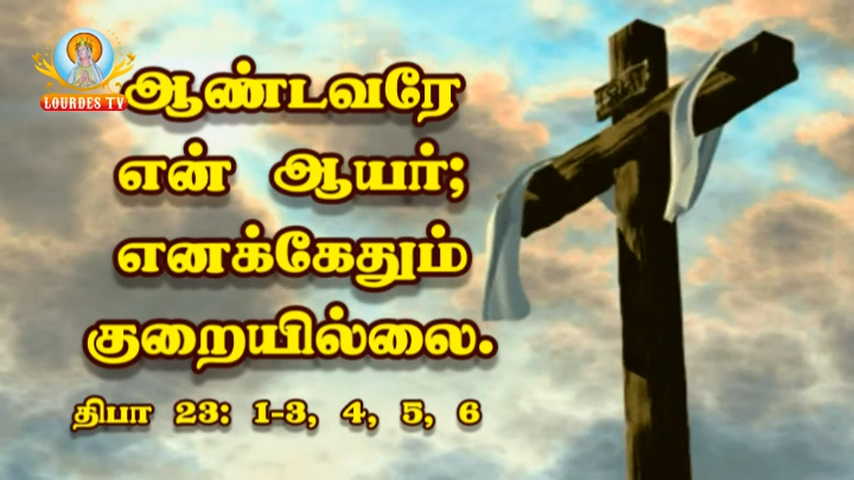 LOURDES TV
ஆண்டவரே
என் ஆயர்;
எனக்கேதும்
குறையில்லை.
திபா 23: 1-3, 4, 5, 6